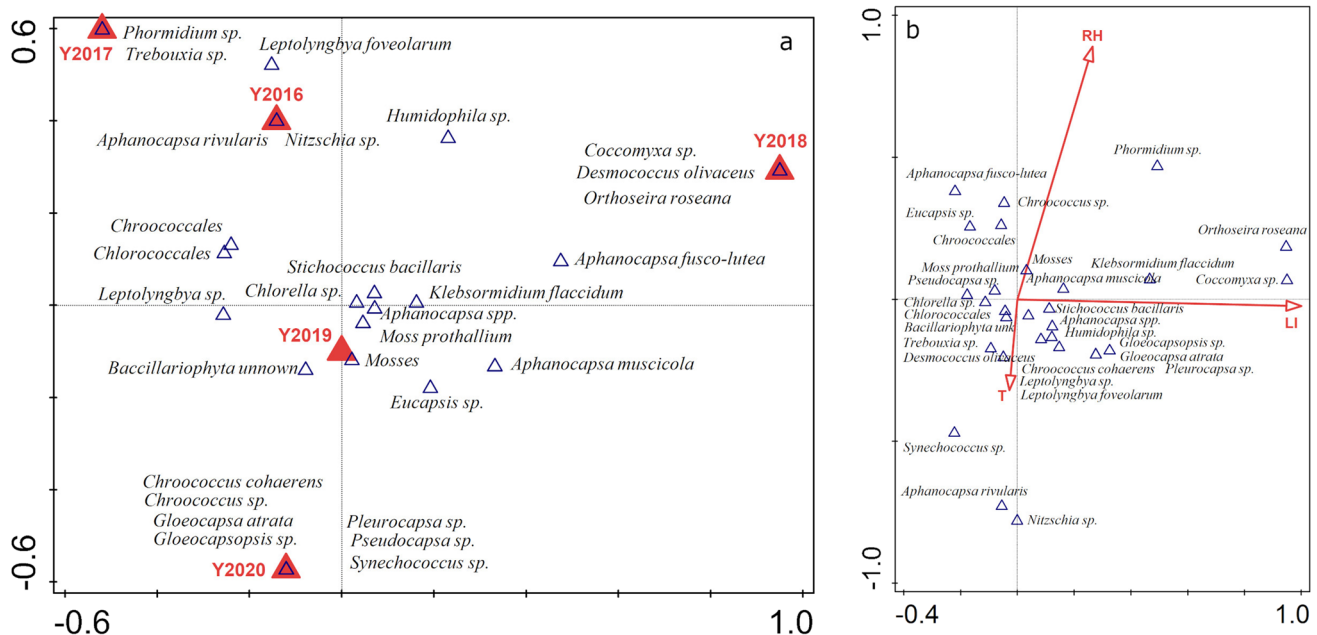 a
0.6
Phormidium sp.
Y2017
Trebouxia sp.
Leptolyngbya foveolarum
Y2016
Aphanocapsa rivularis
Nitzschia sp.
Humidophila sp.
Y2018
Coccomyxa sp.
Desmococcus olivaceus
Orthoseira roseana
Chroococcales
Chlorococcales
Aphanocapsa fusco-lutea
Stichococcus bacillaris
Chlorella sp.
Klebsormidium flaccidum
Leptolyngbya sp.
Aphanocapsa spp.
Y2019
Moss prothallium
Mosses
Baccillariophyta unnown
Aphanocapsa muscicola
Eucapsis sp.
Chroococcus cohaerens
Chroococcus sp.
Gloeocapsa atrata
Gloeocapsopsis sp.
Pleurocapsa sp.
Pseudocapsa sp.
Synechococcus sp.
Y2020
-0.6
-0.6
1.0
b
1.0
RH
Phormidium sp.
Aphanocapsa fusco-lutea
Chroococcus sp.
Eucapsis sp.
Chroococcales
Orthoseira roseana
Mosses
Moss prothallium
Klebsormidium flaccidum
Aphanocapsa muscicola
Pseudocapsa sp.
Coccomyxa sp.
Chlorella sp.
Stichococcus bacillaris
LI
Chlorococcales
Aphanocapsa spp.
Bacillariophyta unk
Humidophila sp.
Trebouxia sp.
Gloeocapsopsis sp.
Desmococcus olivaceus
Gloeocapsa atrata
Chroococcus cohaerens
Pleurocapsa sp.
Leptolyngbya sp.
T
Leptolyngbya foveolarum
Synechococcus sp.
Aphanocapsa rivularis
Nitzschia sp.
-1.0
-0.4
1.0